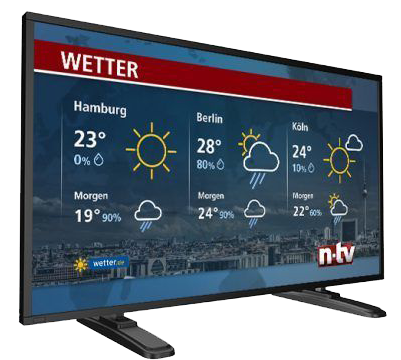 WETTER
Hamburg
23°
0%
Morgen
19° 90%
Berlin
28°
80%
Morgen
24° 90%
Köln
24°
10%
Morgen
22° 60%
wetter.de
n-tv